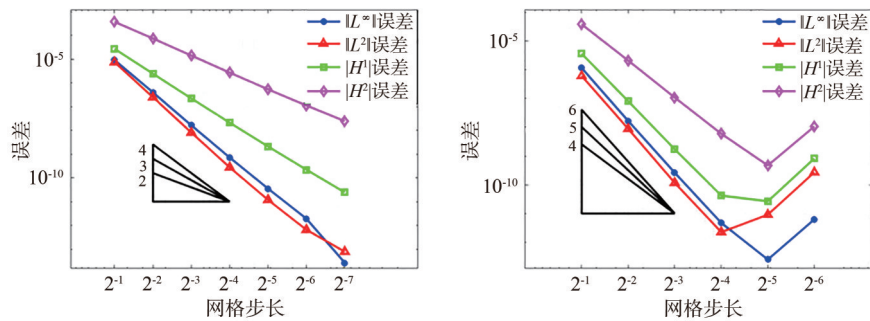 10⁻⁵
10⁻¹⁰
误差
‖L^∞‖误差
‖L²‖误差
|H¹|误差
|H²|误差
4
3
2
2⁻¹ 2⁻² 2⁻³ 2⁻⁴ 2⁻⁵ 2⁻⁶ 2⁻⁷
网格步长
10⁻⁵
10⁻¹⁰
误差
‖L^∞‖误差
‖L²‖误差
|H¹|误差
|H²|误差
6
5
4
2⁻¹ 2⁻² 2⁻³ 2⁻⁴ 2⁻⁵ 2⁻⁶
网格步长